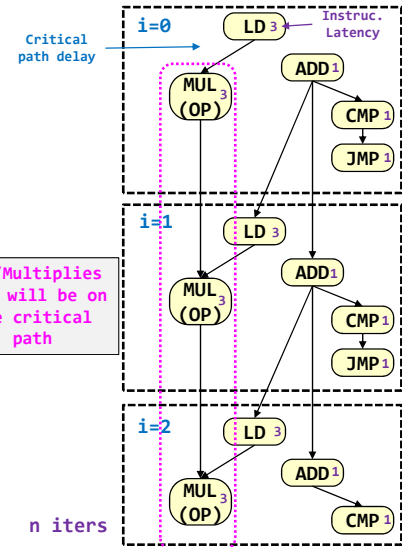 i=0
LD 3
Instruc.
Latency
Critical
path delay
ADD 1
MUL 3
(OP)
CMP 1
JMP 1
i=1
LD 3
/Multiplies
will be on
critical
path
ADD 1
MUL 3
(OP)
CMP 1
JMP 1
i=2
LD 3
ADD 1
MUL 3
(OP)
n iters
CMP 1